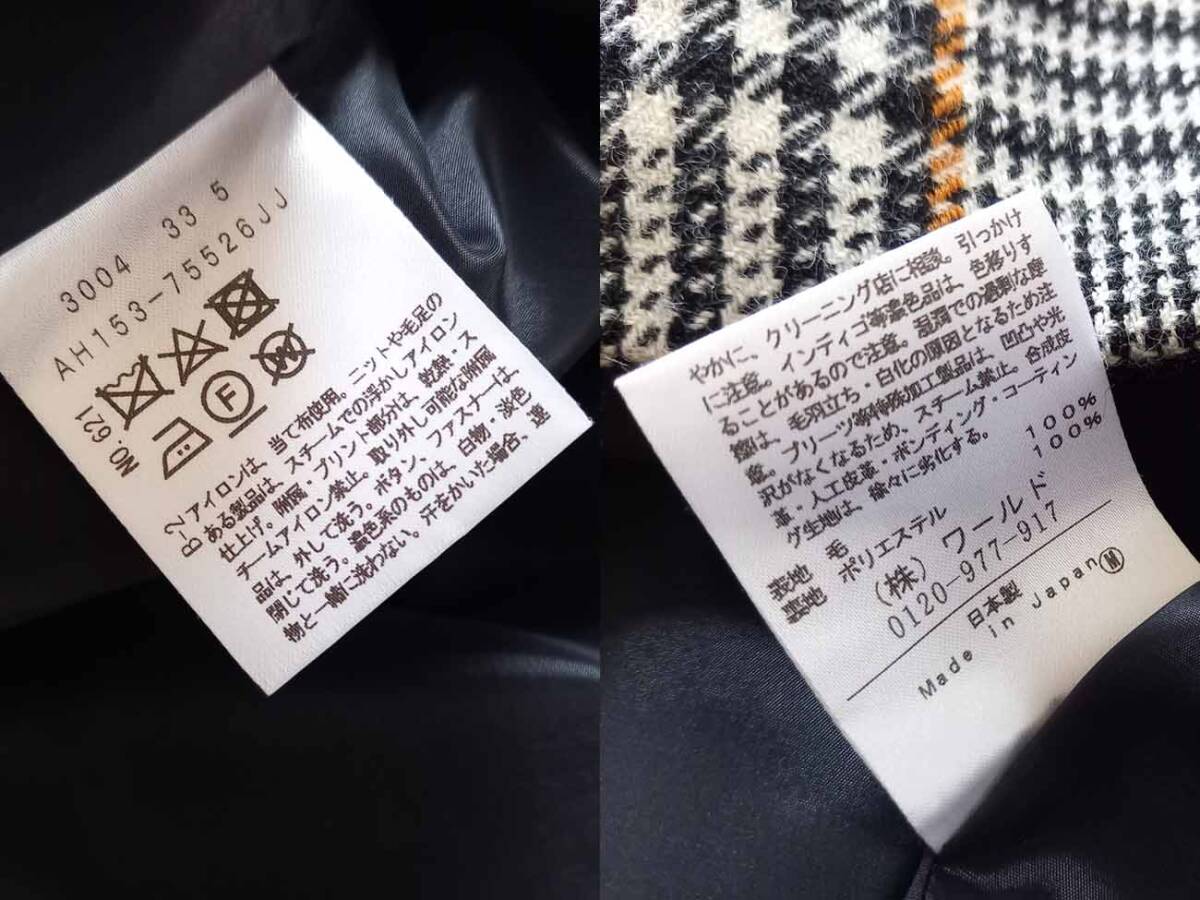 3004 33 5
AH153-75526JJ
NO.621
F
W
B-2アイロンは、当て布使用。ニットや毛足の
ある製品は、スチームでの浮かしアイロン
仕上げ。附属・プリント部分は、乾燥・ス
チームアイロン禁止。取り外し可能な附属
品は、外して洗う。ボタン、ファスナーは、
閉じて洗う。濃色系のものは、白物・淡色
物と一緒に洗わない。汗をかいた場合、速
やかに、クリーニング店に相談。引っかけ
に注意。インディゴ等濃色品は、色移りす
ることがあるので注意。湿潤での過剰な摩
擦は、毛羽立ち・白化の原因となるため注
意。プリーツ等特殊加工製品は、凹凸や光
沢がなくなるため、スチーム禁止。合成皮
革・人工皮革・ボンディング・コーティン
グ生地は、徐々に劣化する。
表地 毛 100%
裏地 ポリエステル 100%
(株) ワールド
0120-977-917
日本製
Made in Japan Ⓜ